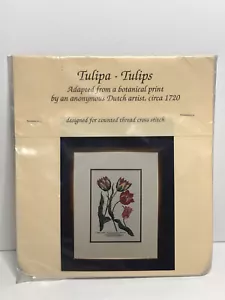 Tulipa - Tulips
Adapted from a botanical print
by an anonymous Dutch artist, circa 1720
designed for counted thread cross stitch